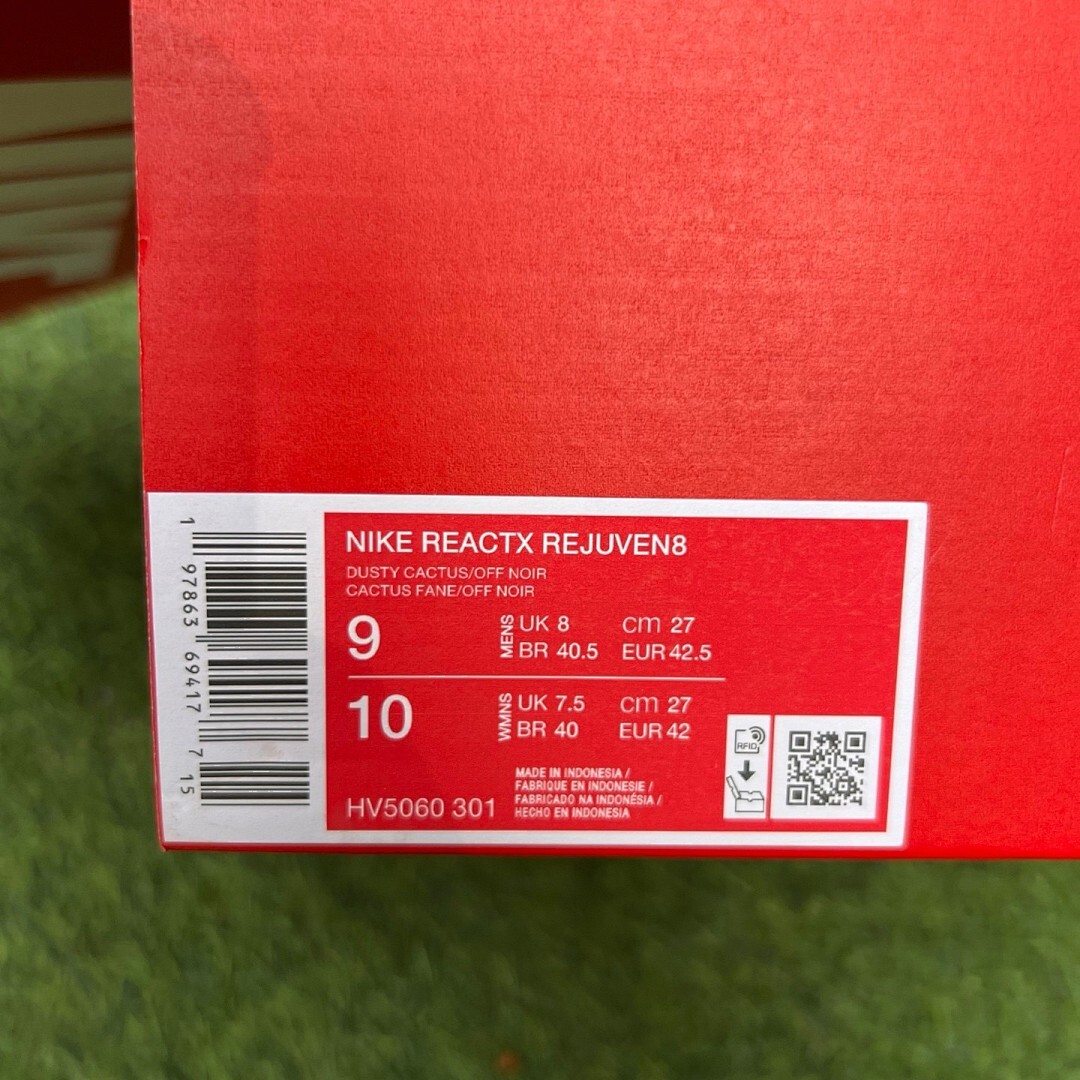 1 97863 69417 7 15
NIKE REACTX REJUVEN8
DUSTY CACTUS/OFF NOIR
CACTUS FANE/OFF NOIR
9 MENS UK 8 cm 27
BR 40.5 EUR 42.5
10 WMNS UK 7.5 cm 27
BR 40 EUR 42
RFID
HV5060 301
MADE IN INDONESIA /
FABRIQUE EN INDONESIE /
FABRICADO NA INDONÉSIA /
HECHO EN INDONESIA